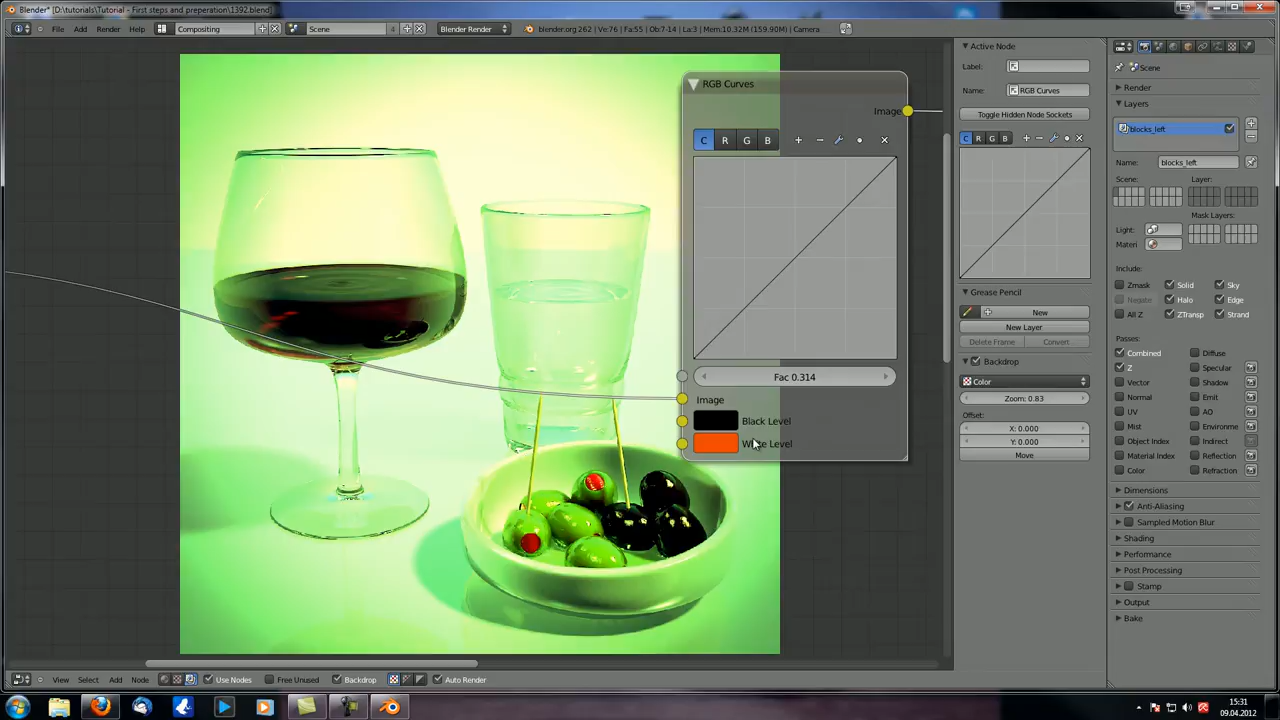 Blender* [D:\tutorials\Tutorial - First steps and preperation\1392.blend]
File Add Render Help Compositing Scene 4 Blender Render blender.org 262 | Ve:76 | Fa:55 | Ob:7-14 | La:3 | Mem:10.32M (159.90M) | Camera
RGB Curves
Image
C R G B
Fac 0.314
Image
Black Level
White Level
Active Node
Label:
Name: RGB Curves
Toggle Hidden Node Sockets
C R G B
Grease Pencil
New
New Layer
Delete Frame Convert
Backdrop
Color
Zoom: 0.83
Offset:
X: 0.000
Y: 0.000
Move
Scene
Render
Layers
blocks_left
Name: blocks_left
Scene: Layer:
Mask Layers:
Light:
Materi
Include:
Zmask Solid Sky
Negate Halo Edge
All Z ZTransp Strand
Passes:
Combined Diffuse
Z Specular
Vector Shadow
Normal Emit
UV AO
Mist Environme
Object Index Indirect
Material Index Reflection
Color Refraction
Dimensions
Anti-Aliasing
Sampled Motion Blur
Shading
Performance
Post Processing
Stamp
Output
Bake
View Select Add Node Use Nodes Free Unused Backdrop Auto Render
15:31
09.04.2012